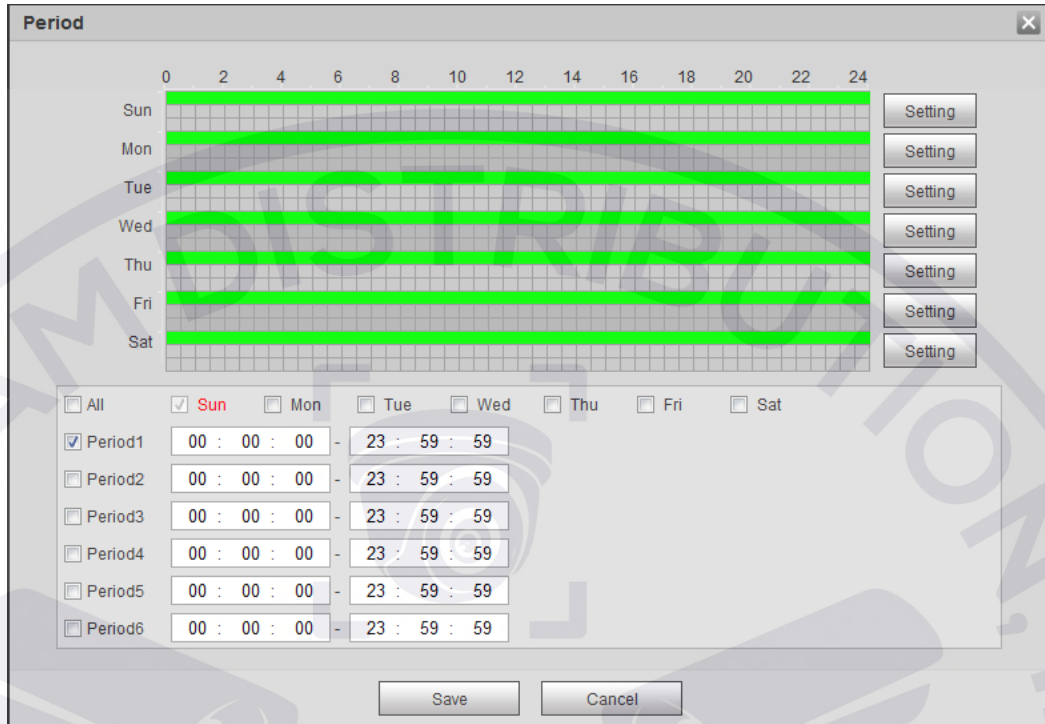 Period
0 2 4 6 8 10 12 14 16 18 20 22 24
Sun Setting
Mon Setting
Tue Setting
Wed Setting
Thu Setting
Fri Setting
Sat Setting
All Sun Mon Tue Wed Thu Fri Sat
Period1 00 : 00 : 00 - 23 : 59 : 59
Period2 00 : 00 : 00 - 23 : 59 : 59
Period3 00 : 00 : 00 - 23 : 59 : 59
Period4 00 : 00 : 00 - 23 : 59 : 59
Period5 00 : 00 : 00 - 23 : 59 : 59
Period6 00 : 00 : 00 - 23 : 59 : 59
Save Cancel
AMDISTRIBUTION,